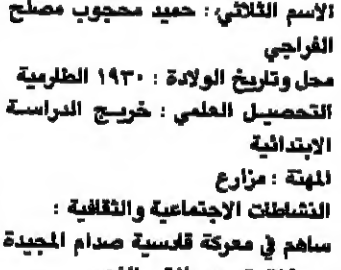 الأسم الثلاثي : حميد محجوب مصلح
الفراجي
محل وتاريخ الولادة : ١٩٣٠ الطارمية
التحصيل العلمي : خريج الدراسة
الابتدائية
المهنة : مزارع
النشاطات الاجتماعية والثقافية :
ساهم في معركة قادسية صدام المجيدة